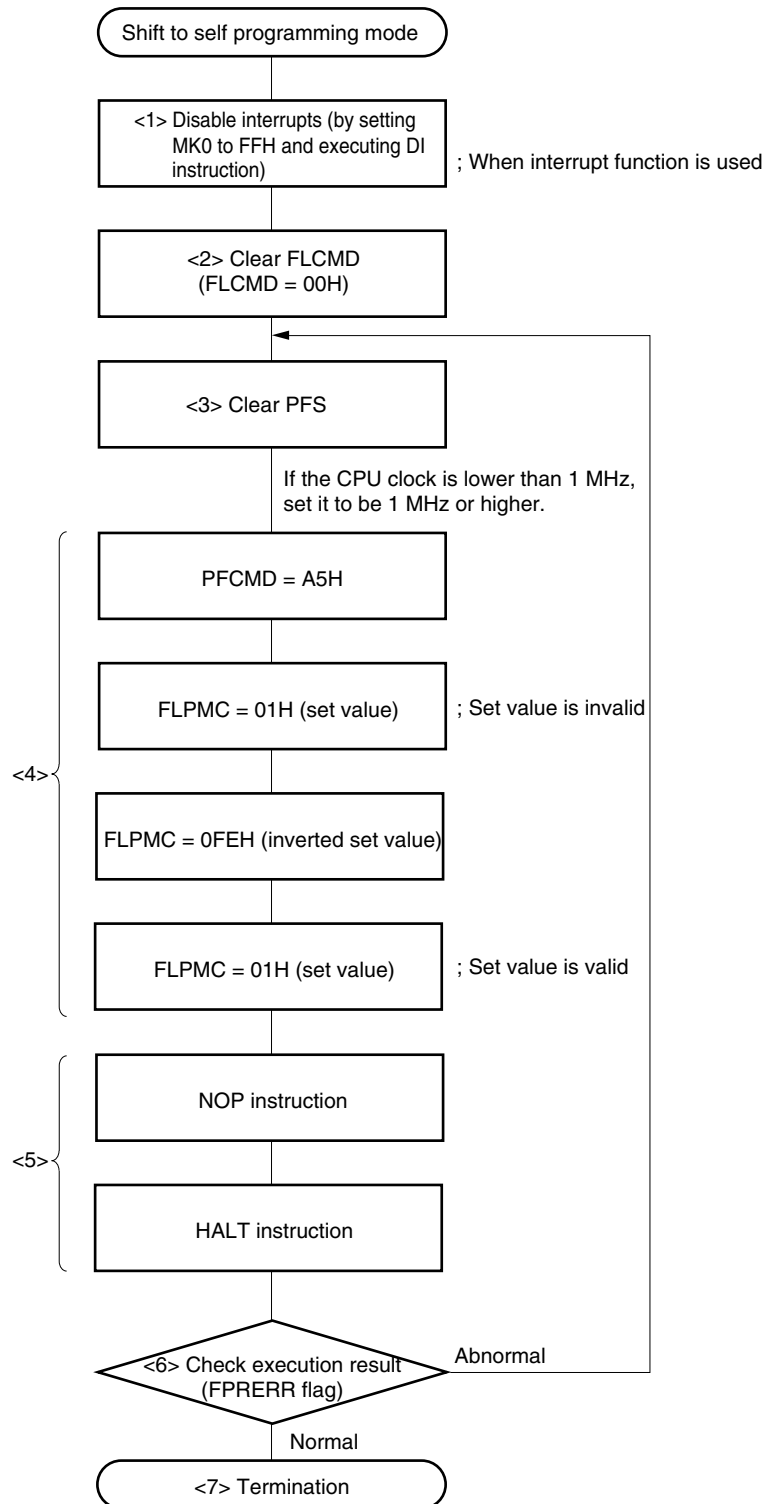 Shift to self programming mode
<1> Disable interrupts (by setting
MK0 to FFH and executing DI
instruction)
; When interrupt function is used
<2> Clear FLCMD
(FLCMD = 00H)
<3> Clear PFS
If the CPU clock is lower than 1 MHz,
set it to be 1 MHz or higher.
PFCMD = A5H
FLPMC = 01H (set value)
; Set value is invalid
<4>
FLPMC = 0FEH (inverted set value)
FLPMC = 01H (set value)
; Set value is valid
NOP instruction
<5>
HALT instruction
<6> Check execution result
(FPRERR flag)
Abnormal
Normal
<7> Termination